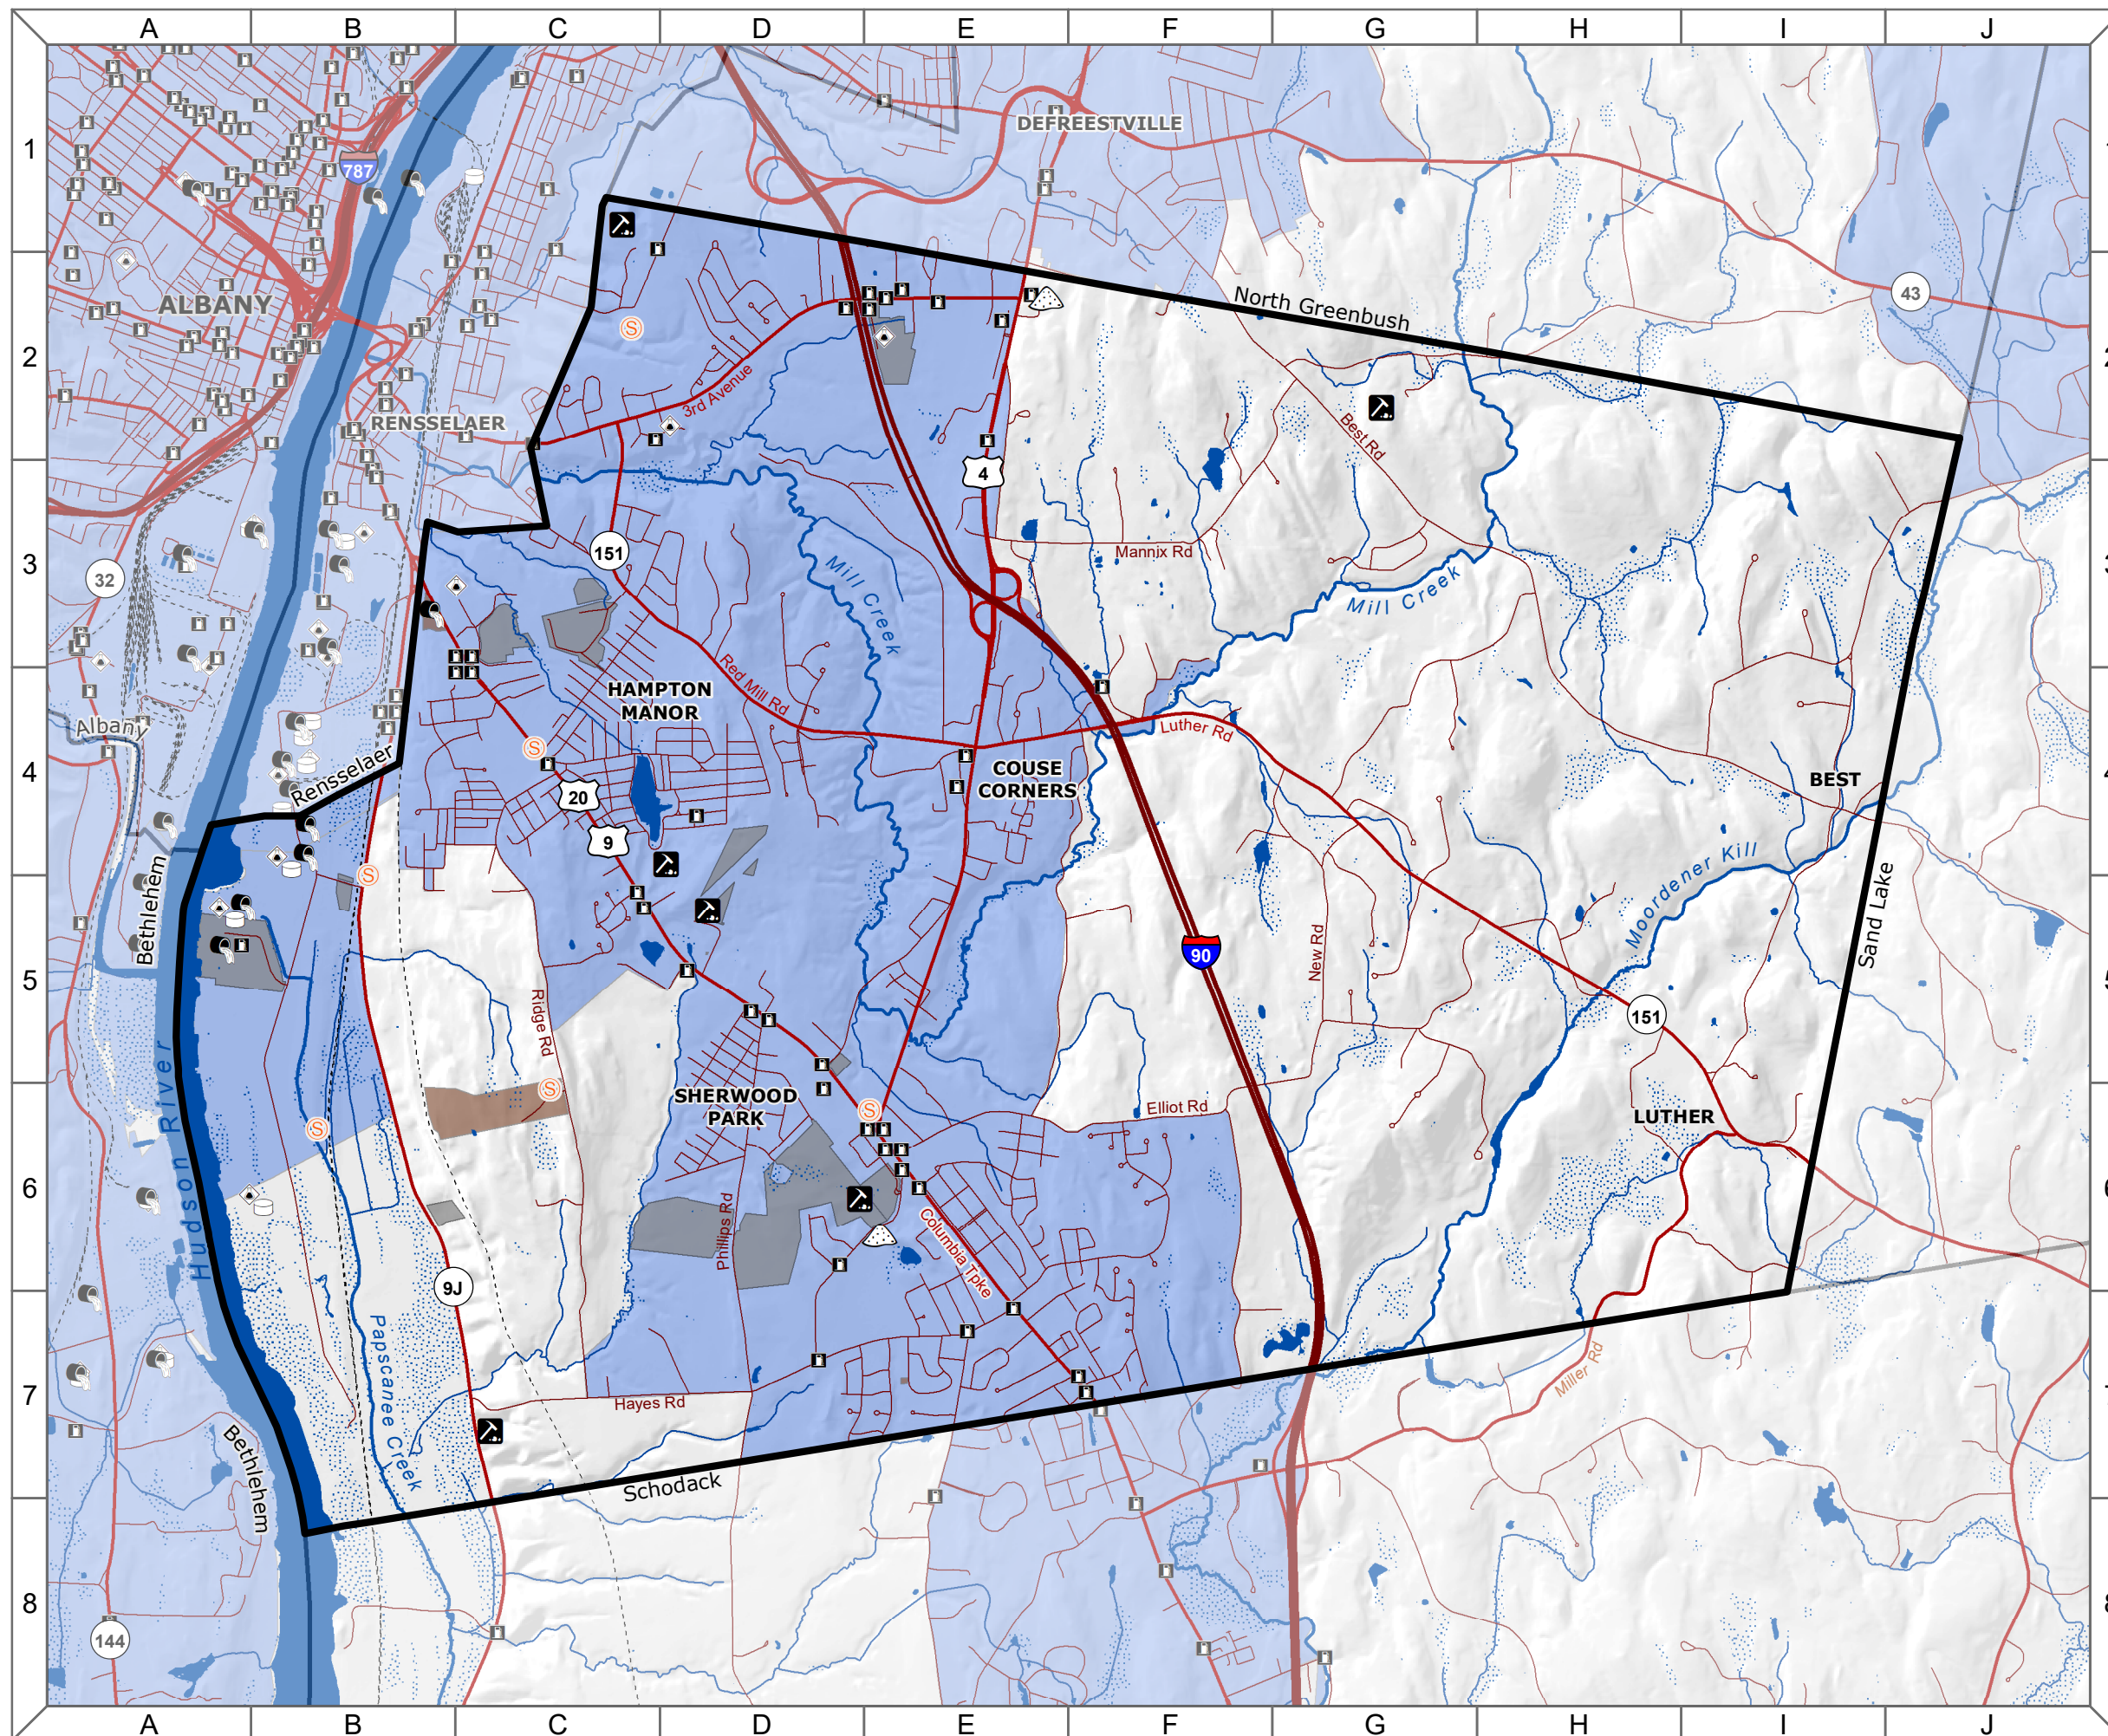 A B C D E F G H I J
1
DEFREESTVILLE
787
ALBANY
North Greenbush
43
2
RENSSELAER
3rd Avenue
Best Rd
4
151
Mannix Rd
3
32
Mill Creek
Mill Creek
HAMPTON
MANOR
Red Mill Rd
Albany
Luther Rd
Rensselaer
COUSE
CORNERS
BEST
4
20
9
Bethlehem
Moordener Kill
Sand Lake
New Rd
90
5
Ridge Rd
151
Hudson River
SHERWOOD
PARK
Elliot Rd
LUTHER
6
Phillips Rd
Columbia Tpke
9J
Papscanee Creek
Miller Rd
7
Hayes Rd
Bethlehem
Schodack
8
144
S
S
S
S
S
S
A B C D E F G H I J